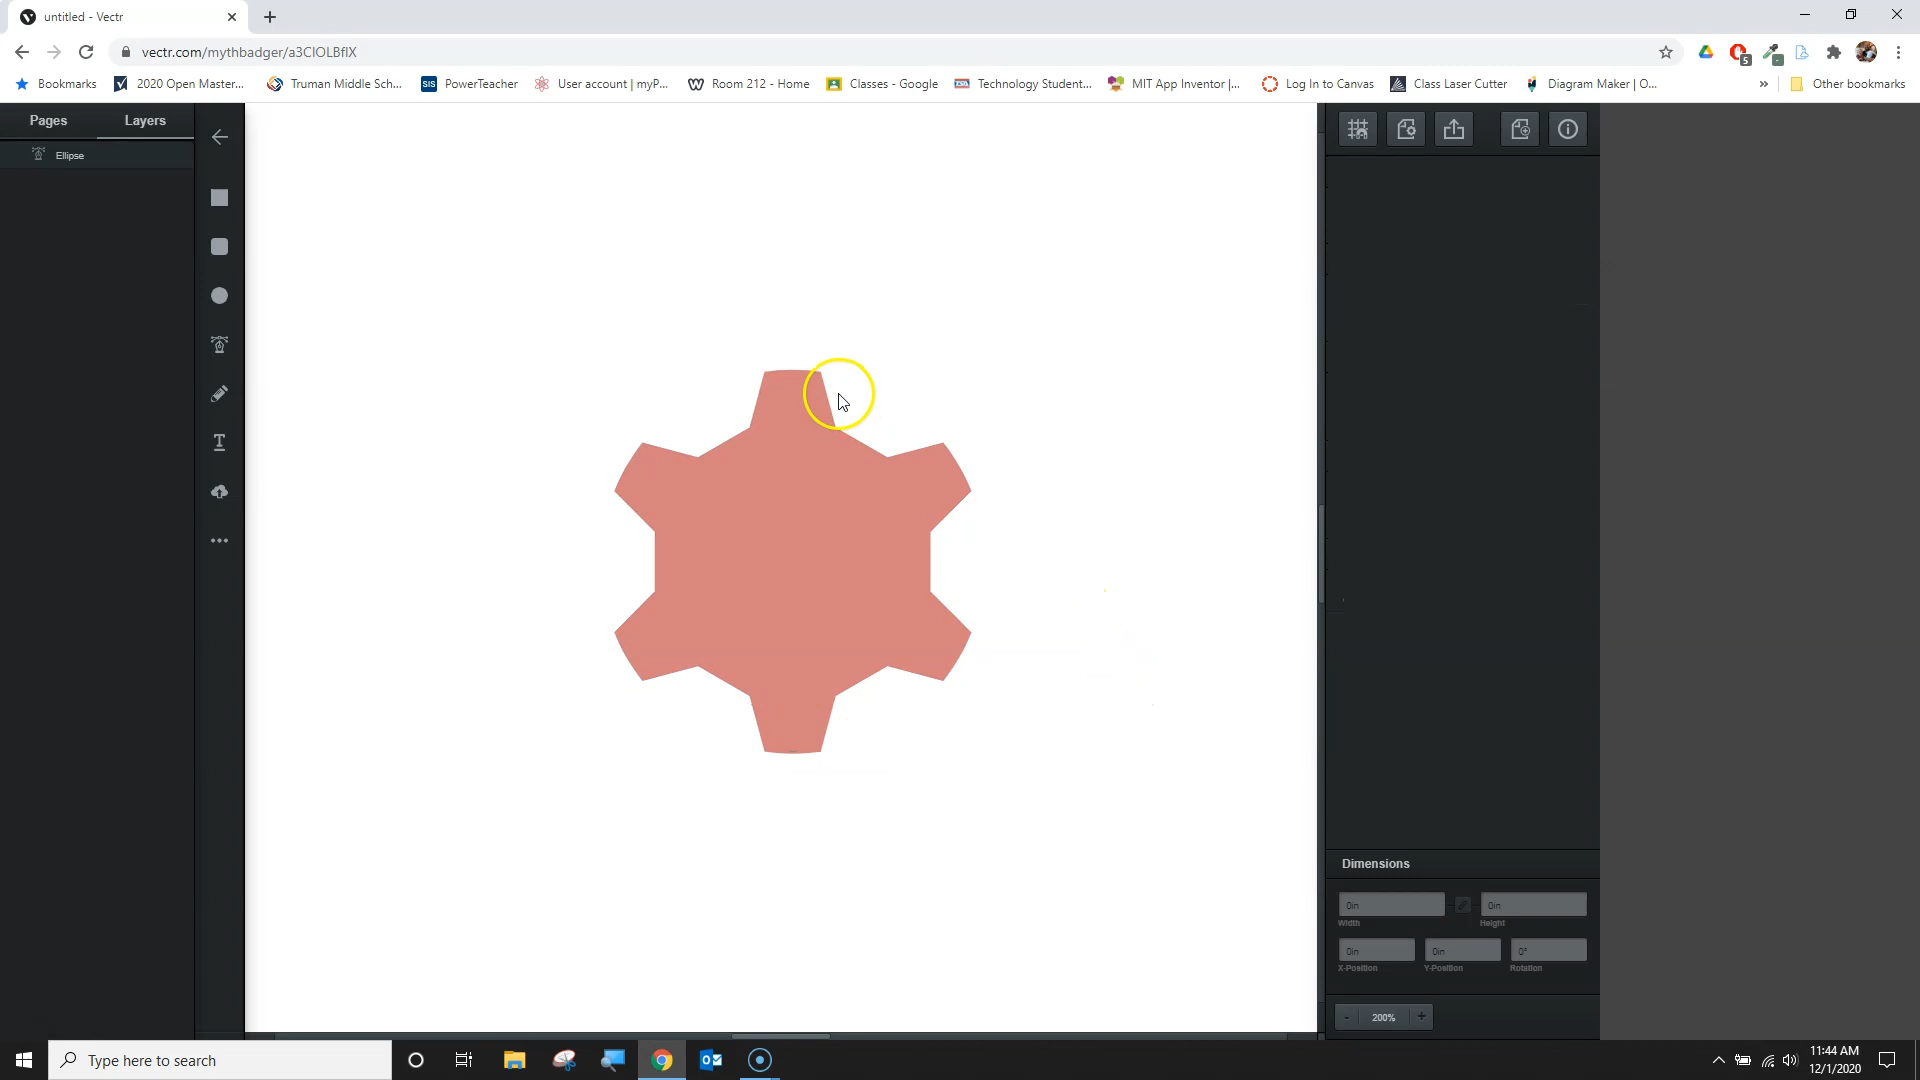 untitled - Vectr
vectr.com/mythbadger/a3CIOLBflX
Bookmarks 2020 Open Master... Truman Middle Sch... SIS PowerTeacher User account | myP... Room 212 - Home Classes - Google Technology Student... MIT App Inventor |... Log In to Canvas Class Laser Cutter Diagram Maker | O... » Other bookmarks
5
Pages Layers
Ellipse
T
Dimensions
0in 0in
Width Height
0in 0in 0°
X-Position Y-Position Rotation
- 200% +
Type here to search
11:44 AM
12/1/2020